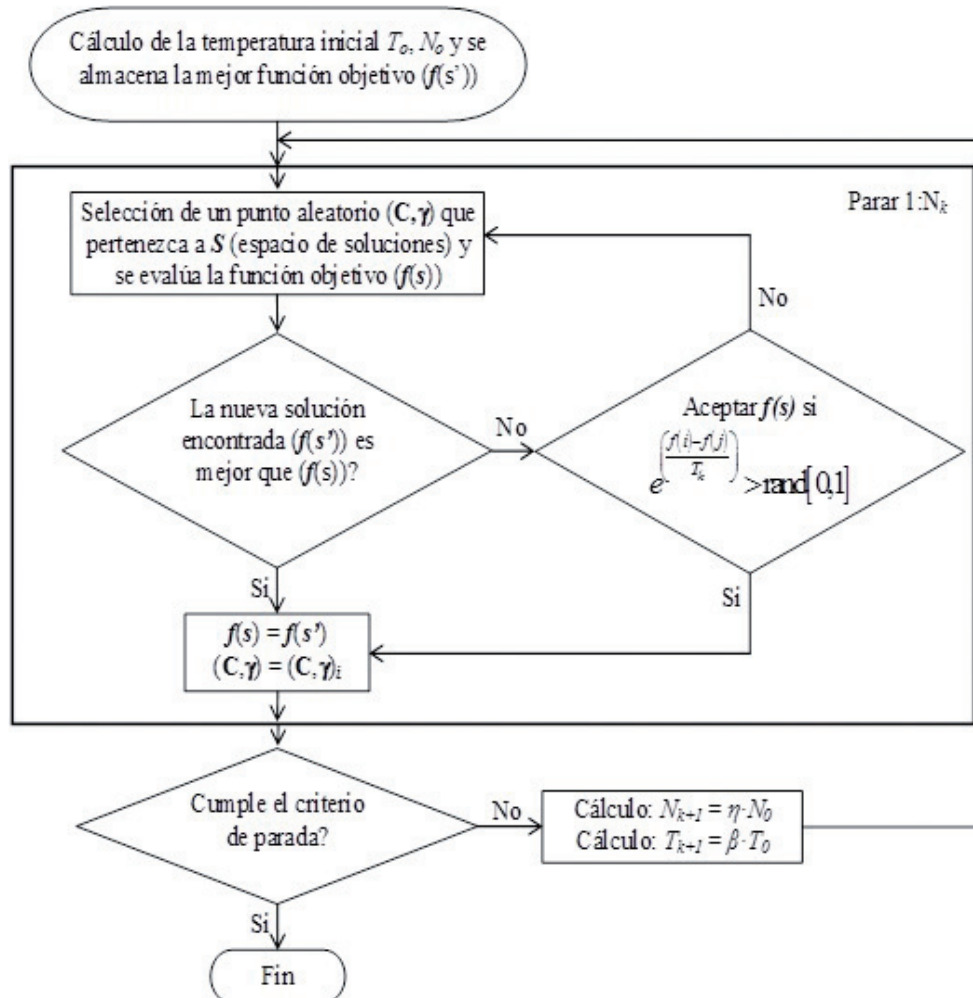 Cálculo de la temperatura inicial T₀, N₀ y se
almacena la mejor función objetivo (f(s’))
Parar 1:Nₖ
Selección de un punto aleatorio (C,γ) que
pertenezca a S (espacio de soluciones) y
se evalúa la función objetivo (f(s))
No
La nueva solución
encontrada (f(s’)) es
mejor que (f(s))?
No
Aceptar f(s) si
e^((f(i)-f(j))/Tₖ) >rand[0,1]
Si
Si
f(s) = f(s’)
(C,γ) = (C,γ)ᵢ
Cumple el criterio
de parada?
No
Cálculo: Nₖ₊₁ = η·N₀
Cálculo: Tₖ₊₁ = β·T₀
Si
Fin